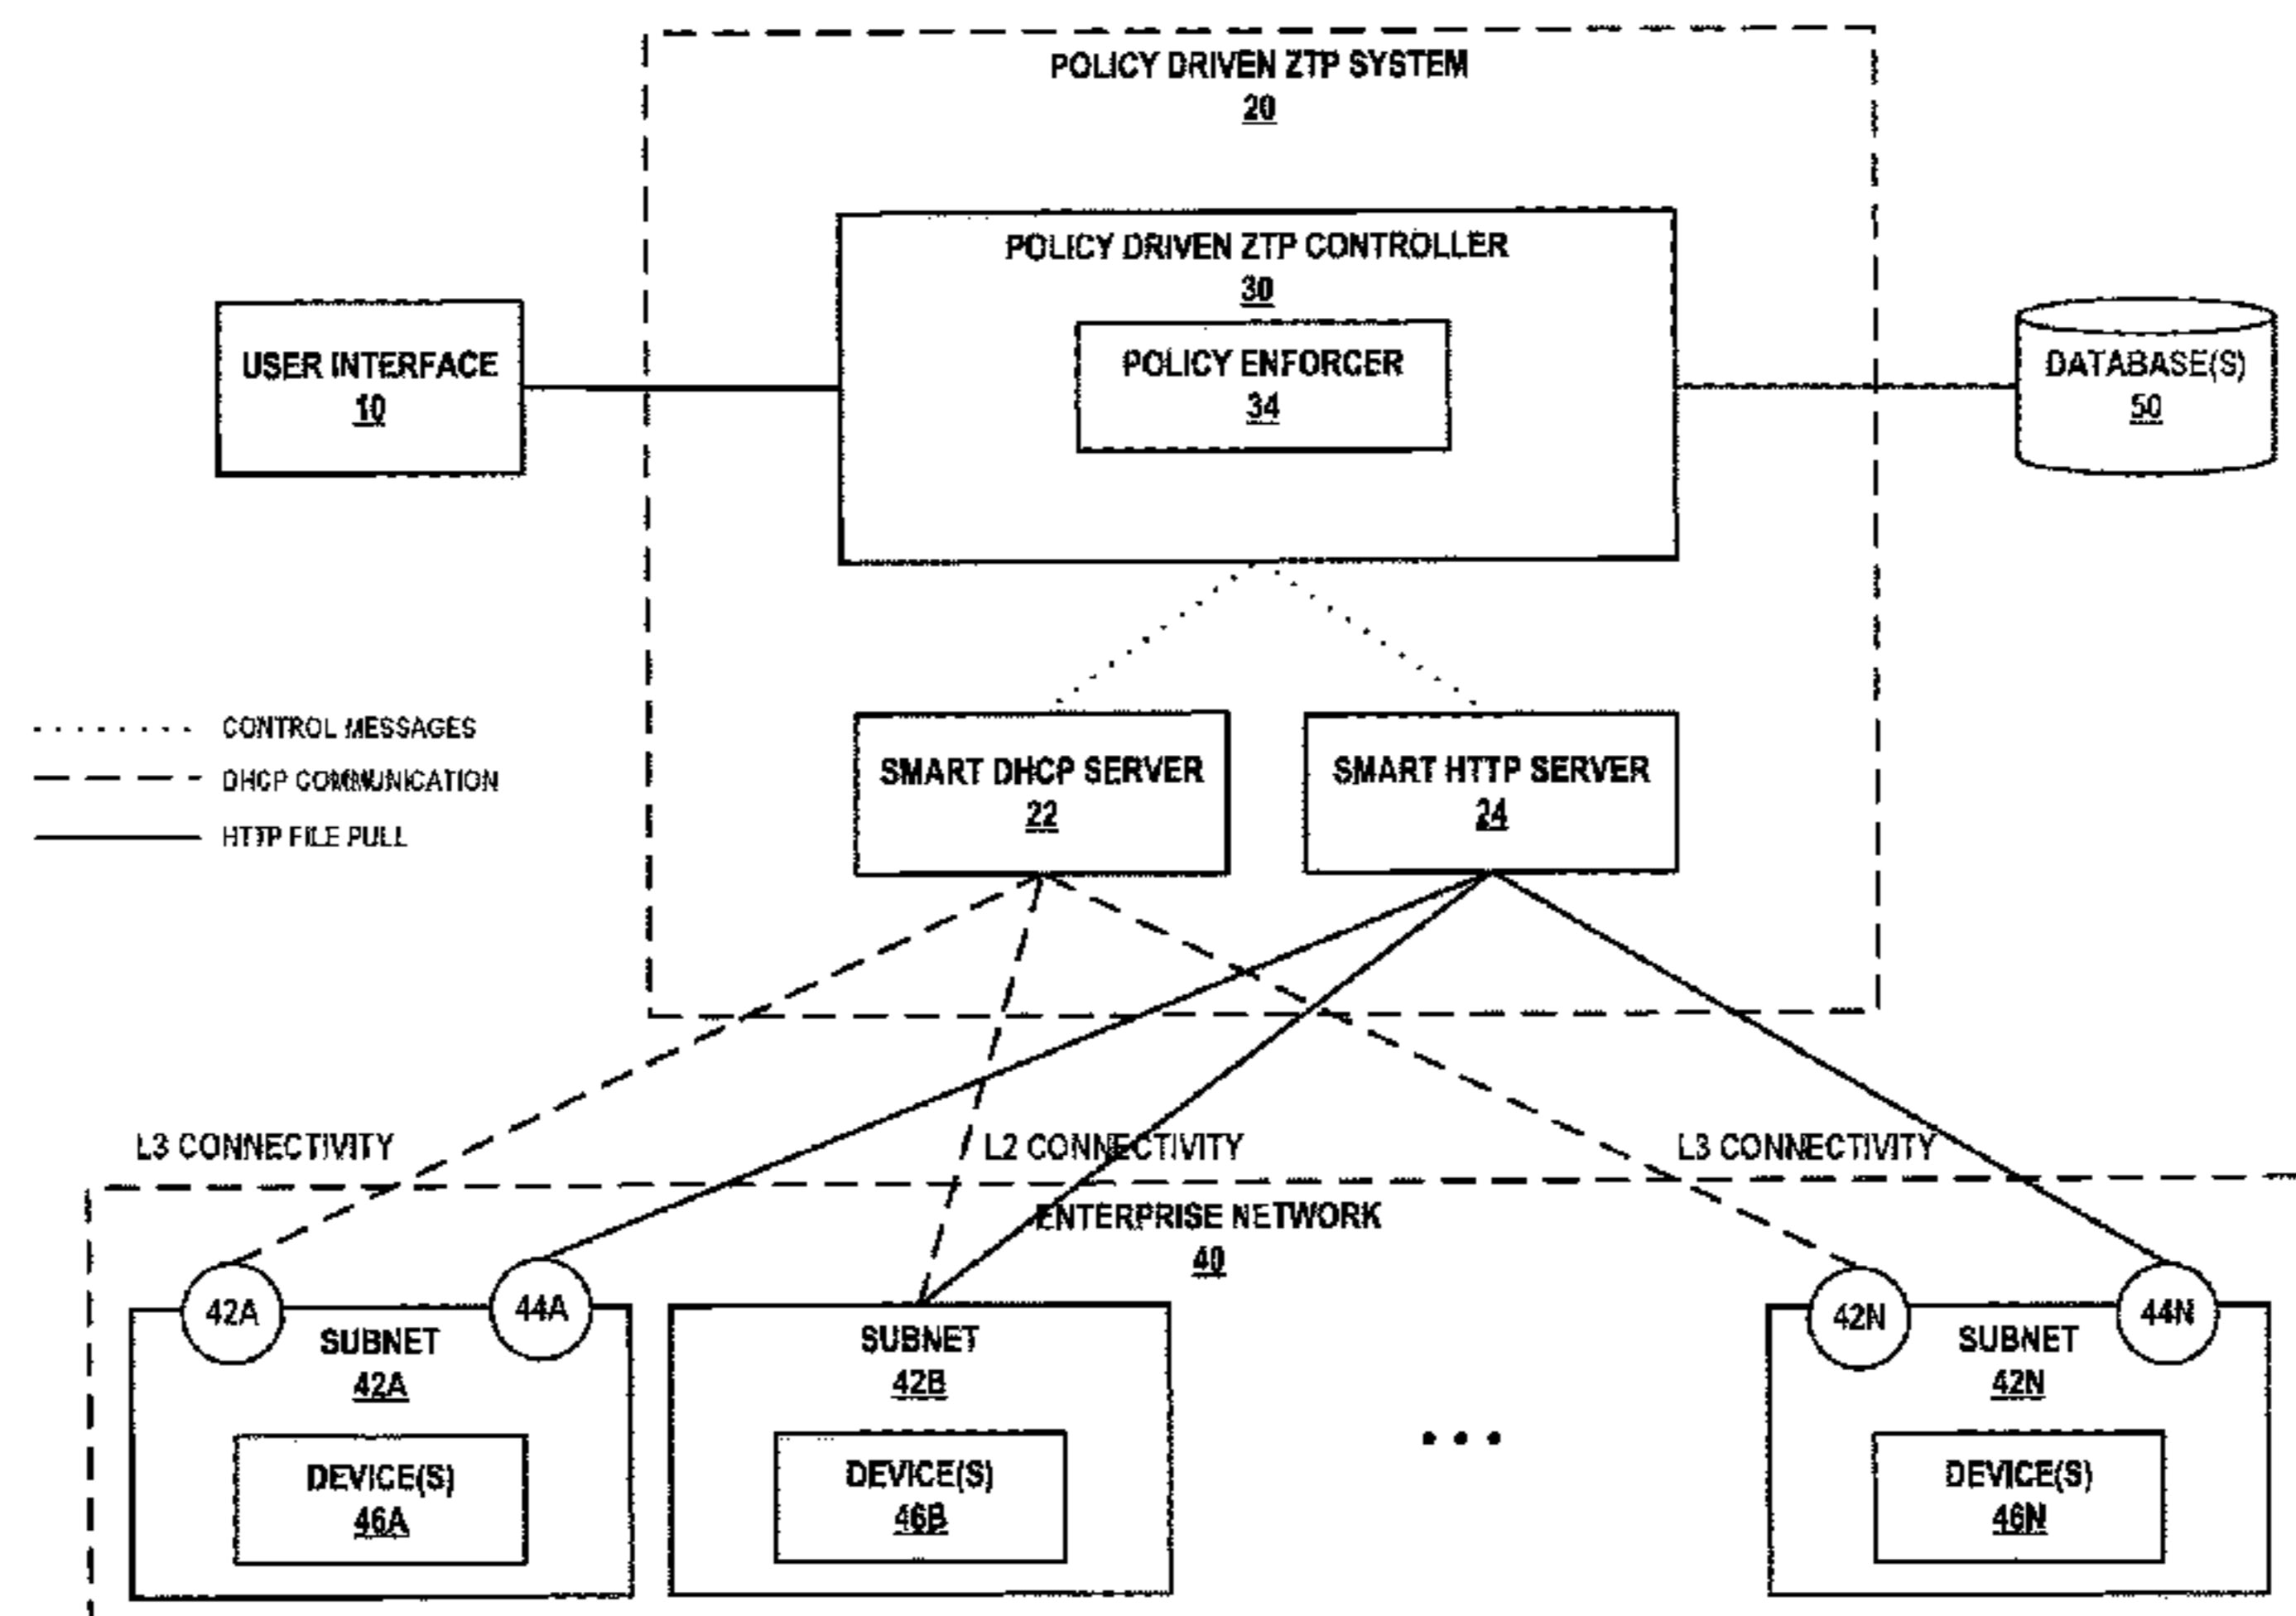 POLICY DRIVEN ZTP SYSTEM
20
POLICY DRIVEN ZTP CONTROLLER
30
POLICY ENFORCER
34
USER INTERFACE
10
DATABASE(S)
50
CONTROL MESSAGES
DHCP COMMUNICATION
HTTP FILE PULL
SMART DHCP SERVER
22
SMART HTTP SERVER
24
L3 CONNECTIVITY
L2 CONNECTIVITY
L3 CONNECTIVITY
ENTERPRISE NETWORK
40
42A
44A
SUBNET
42A
DEVICE(S)
46A
SUBNET
42B
DEVICE(S)
46B
• • •
42N
44N
SUBNET
42N
DEVICE(S)
46N